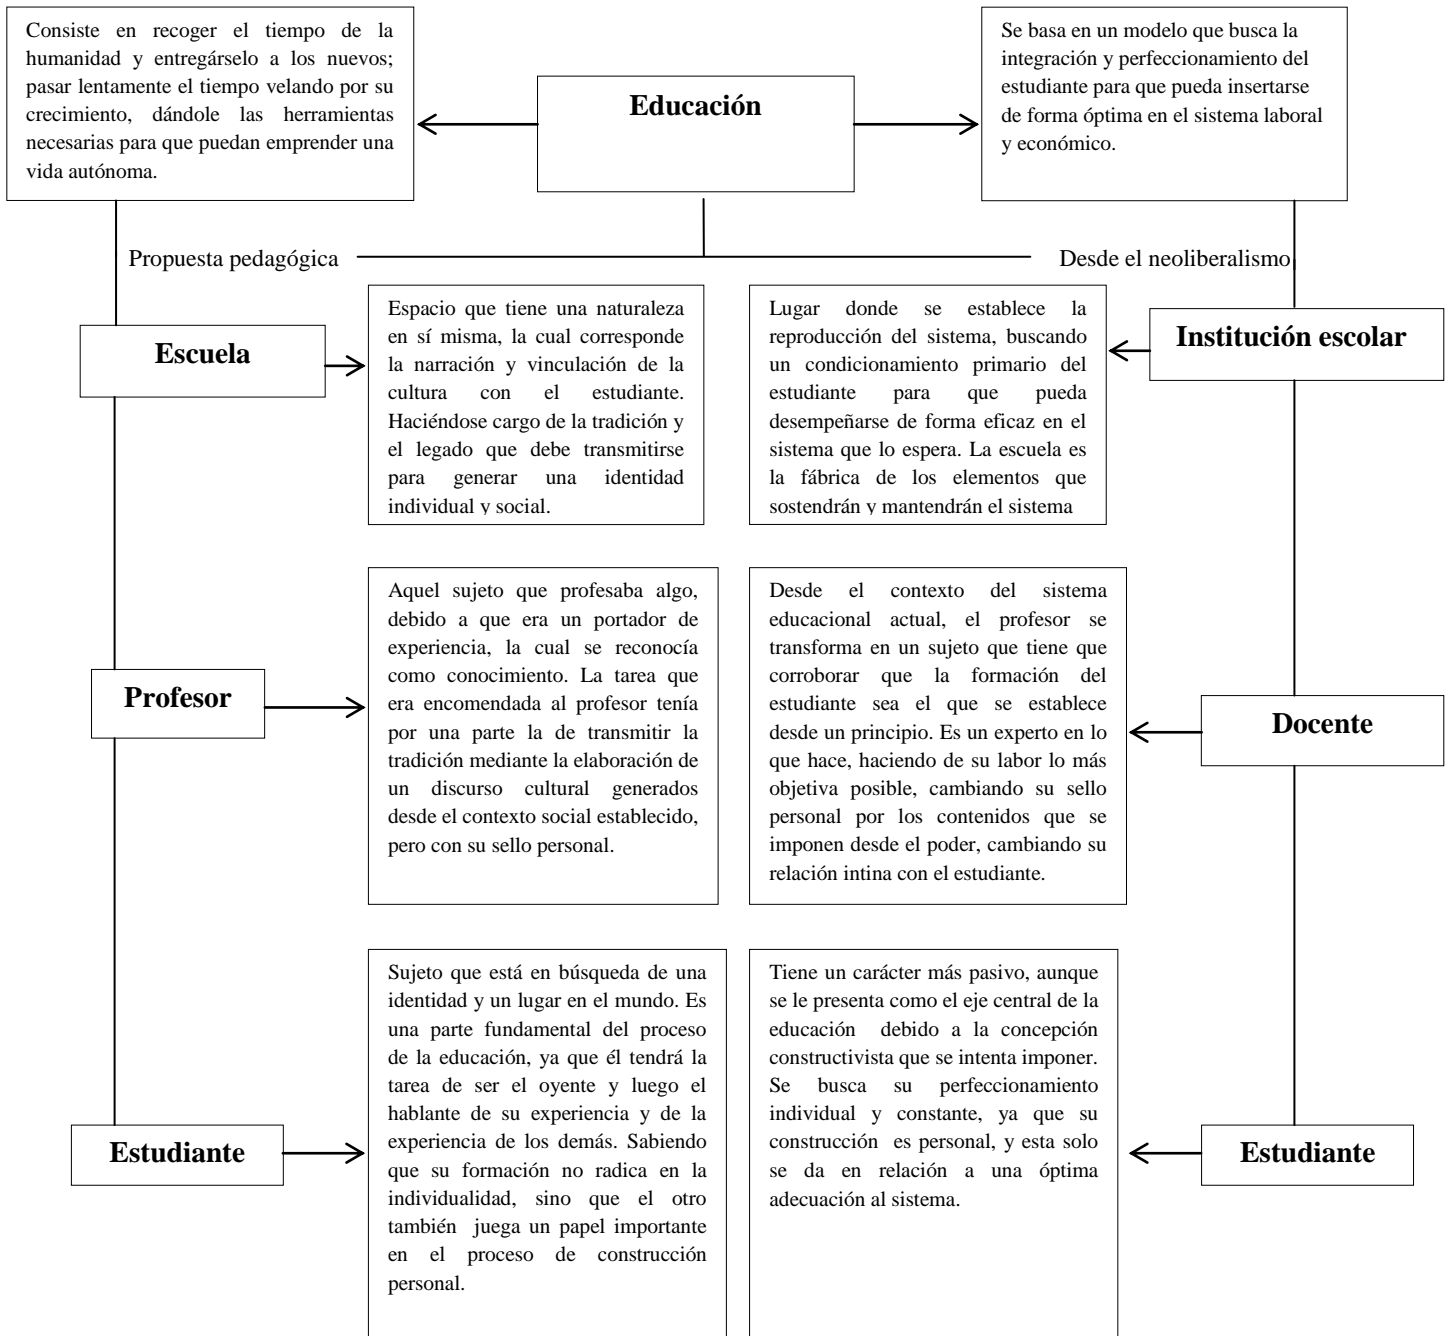 Consiste en recoger el tiempo de la
humanidad y entregárselo a los nuevos;
pasar lentamente el tiempo velando por su
crecimiento, dándole las herramientas
necesarias para que puedan emprender una
vida autónoma.
Educación
Se basa en un modelo que busca la
integración y perfeccionamiento del
estudiante para que pueda insertarse
de forma óptima en el sistema laboral
y económico.
Propuesta pedagógica
Desde el neoliberalismo
Escuela
Espacio que tiene una naturaleza
en sí misma, la cual corresponde
la narración y vinculación de la
cultura con el estudiante.
Haciéndose cargo de la tradición y
el legado que debe transmitirse
para generar una identidad
individual y social.
Lugar donde se establece la
reproducción del sistema, buscando
un condicionamiento primario del
estudiante para que pueda
desempeñarse de forma eficaz en el
sistema que lo espera. La escuela es
la fábrica de los elementos que
sostendrán y mantendrán el sistema
Institución escolar
Profesor
Aquel sujeto que profesaba algo,
debido a que era un portador de
experiencia, la cual se reconocía
como conocimiento. La tarea que
era encomendada al profesor tenía
por una parte la de transmitir la
tradición mediante la elaboración de
un discurso cultural generados
desde el contexto social establecido,
pero con su sello personal.
Desde el contexto del sistema
educacional actual, el profesor se
transforma en un sujeto que tiene que
corroborar que la formación del
estudiante sea el que se establece
desde un principio. Es un experto en lo
que hace, haciendo de su labor lo más
objetiva posible, cambiando su sello
personal por los contenidos que se
imponen desde el poder, cambiando su
relación intina con el estudiante.
Docente
Estudiante
Sujeto que está en búsqueda de una
identidad y un lugar en el mundo. Es
una parte fundamental del proceso
de la educación, ya que él tendrá la
tarea de ser el oyente y luego el
hablante de su experiencia y de la
experiencia de los demás. Sabiendo
que su formación no radica en la
individualidad, sino que el otro
también juega un papel importante
en el proceso de construcción
personal.
Tiene un carácter más pasivo, aunque
se le presenta como el eje central de la
educación debido a la concepción
constructivista que se intenta imponer.
Se busca su perfeccionamiento
individual y constante, ya que su
construcción es personal, y esta solo
se da en relación a una óptima
adecuación al sistema.
Estudiante